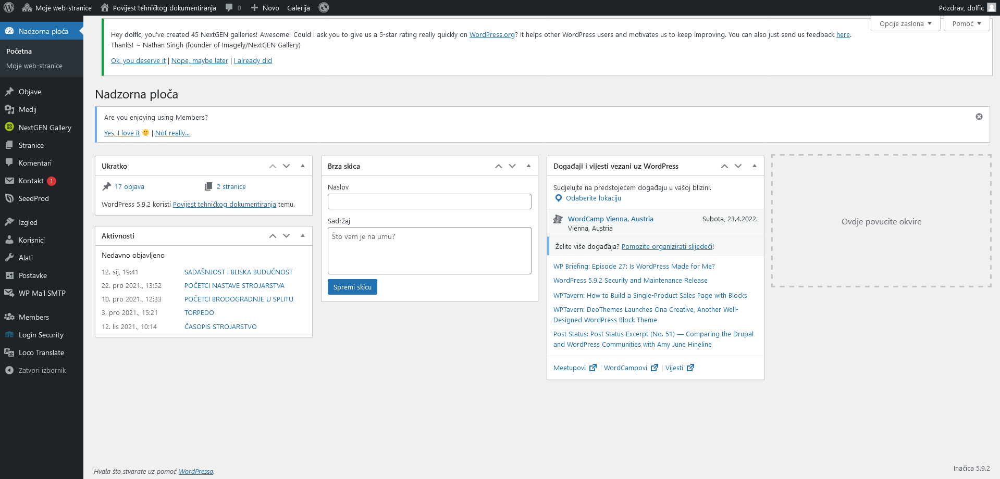 Moje web-stranice
Povijest tehničkog dokumentiranja
0
Novo
Galerija
Pozdrav, dolfic
Nadzorna ploča
Početna
Moje web-stranice
Objave
Medij
NextGEN Gallery
Stranice
Komentari
Kontakt 1
SeedProd
Izgled
Korisnici
Alati
Postavke
WP Mail SMTP
Members
Login Security
Loco Translate
Zatvori izbornik
Opcije zaslona
Pomoć
Hey dolfic, you've created 45 NextGEN galleries! Awesome! Could I ask you to give us a 5-star rating really quickly on WordPress.org? It helps other WordPress users and motivates us to keep improving. You can also just send us feedback here.
Thanks! ~ Nathan Singh (founder of Imagely/NextGEN Gallery)
Ok, you deserve it | Nope, maybe later | I already did
Nadzorna ploča
Are you enjoying using Members?
Yes, I love it 🙂 | Not really...
Ukratko
17 objava
2 stranice
WordPress 5.9.2 koristi Povijest tehničkog dokumentiranja temu.
Aktivnosti
Nedavno objavljeno
12. sij, 19:41 SADAŠNJOST I BLISKA BUDUĆNOST
22. pro 2021., 13:52 POČETCI NASTAVE STROJARSTVA
10. pro 2021., 12:33 POČETCI BRODOGRADNJE U SPLITU
3. pro 2021., 15:21 TORPEDO
12. lis 2021., 10:14 ČASOPIS STROJARSTVO
Brza skica
Naslov
Sadržaj
Što vam je na umu?
Spremi skicu
Događaji i vijesti vezani uz WordPress
Sudjelujte na predstojećem događaju u vašoj blizini.
Odaberite lokaciju
WordCamp Vienna, Austria Subota, 23.4.2022.
Vienna, Austria
Želite više događaja? Pomozite organizirati slijedeći!
WP Briefing: Episode 27: Is WordPress Made for Me?
WordPress 5.9.2 Security and Maintenance Release
WPTavern: How to Build a Single-Product Sales Page with Blocks
WPTavern: DeoThemes Launches Ona Creative, Another Well-
Designed WordPress Block Theme
Post Status: Post Status Excerpt (No. 51) — Comparing the Drupal
and WordPress Communities with Amy June Hineline
Meetupovi | WordCampovi | Vijesti
Ovdje povucite okvire
Hvala što stvarate uz pomoć WordPressa.
Inačica 5.9.2